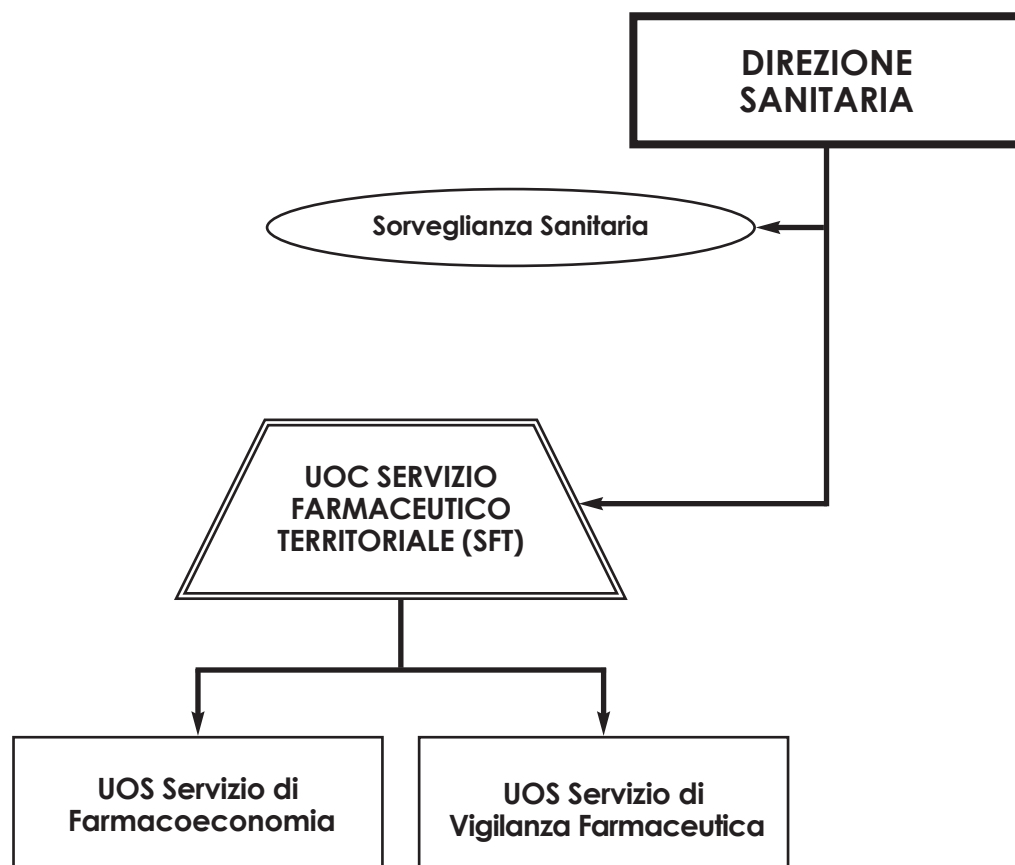 DIREZIONE
SANITARIA
Sorveglianza Sanitaria
UOC SERVIZIO
FARMACEUTICO
TERRITORIALE (SFT)
UOS Servizio di
Farmacoeconomia
UOS Servizio di
Vigilanza Farmaceutica